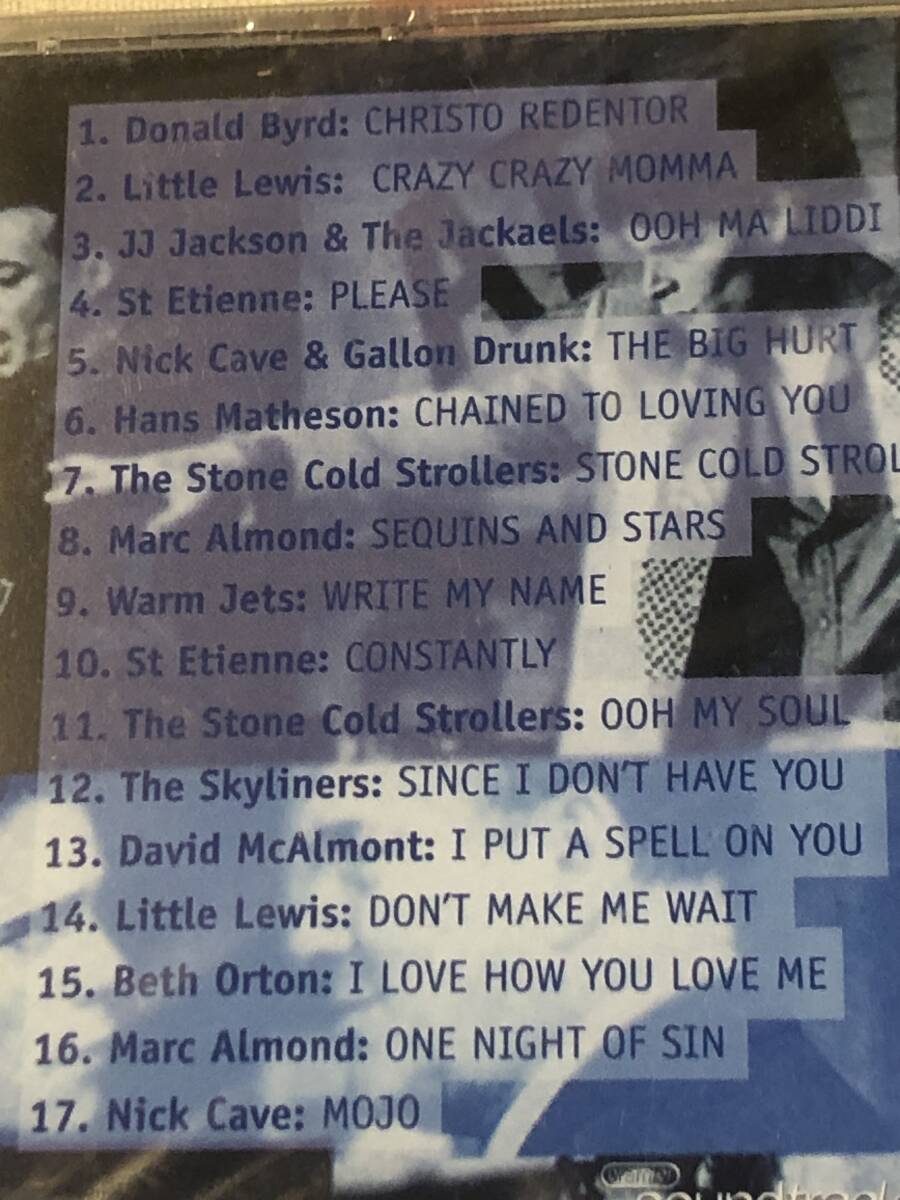 1. Donald Byrd: CHRISTO REDENTOR
2. Little Lewis: CRAZY CRAZY MOMMA
3. JJ Jackson & The Jackaels: OOH MA LIDDI
4. St Etienne: PLEASE
5. Nick Cave & Gallon Drunk: THE BIG HURT
6. Hans Matheson: CHAINED TO LOVING YOU
7. The Stone Cold Strollers: STONE COLD STROL
8. Marc Almond: SEQUINS AND STARS
9. Warm Jets: WRITE MY NAME
10. St Etienne: CONSTANTLY
11. The Stone Cold Strollers: OOH MY SOUL
12. The Skyliners: SINCE I DON'T HAVE YOU
13. David McAlmont: I PUT A SPELL ON YOU
14. Little Lewis: DON'T MAKE ME WAIT
15. Beth Orton: I LOVE HOW YOU LOVE ME
16. Marc Almond: ONE NIGHT OF SIN
17. Nick Cave: MOJO